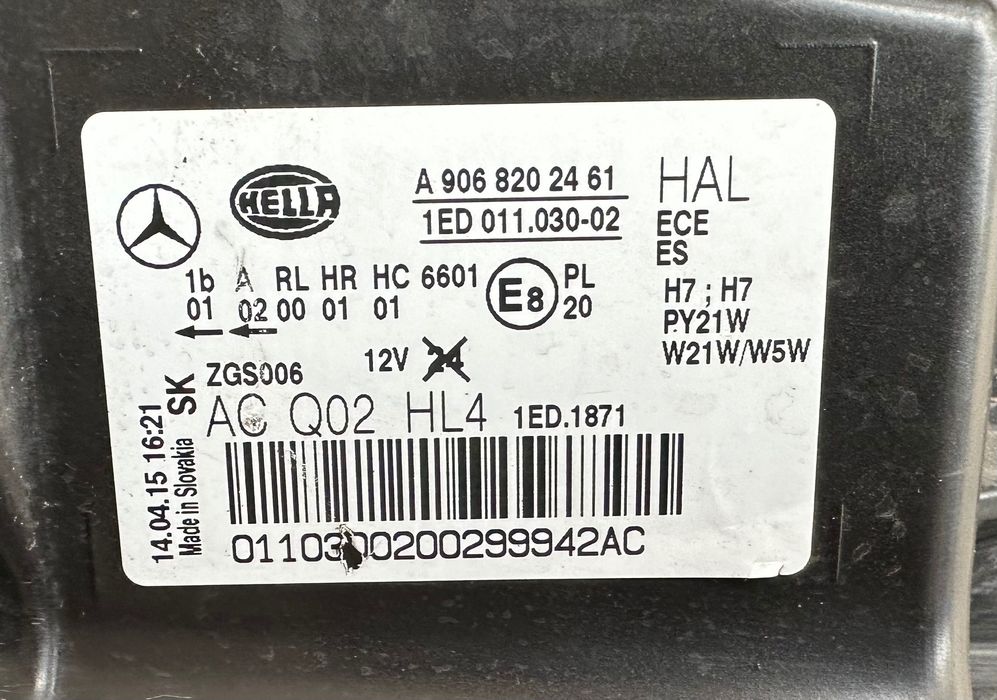 HELLA
A 906 820 24 61
1ED 011.030-02
HAL
ECE
ES
1b A RL HR HC 6601
01 02 00 01 01
E8
PL
20
H7 ; H7
PY21W
W21W/W5W
12V 24
ZGS006
AC Q02 HL4 1ED.1871
SK
14.04.15 16:21
Made in Slovakia
0110300200299942AC